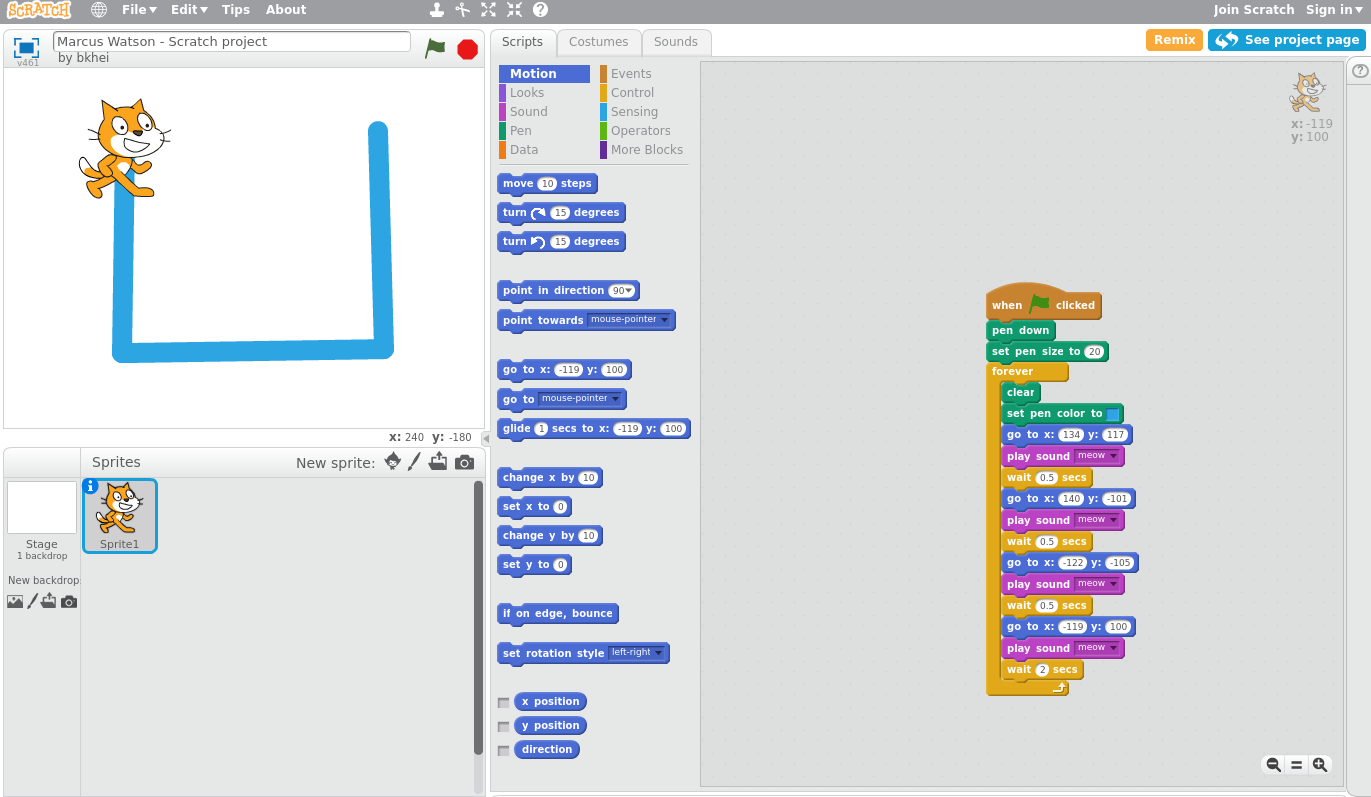 SCRATCH File Edit Tips About Join Scratch Sign in
Marcus Watson - Scratch project
by bkhei
v461
Scripts Costumes Sounds
Remix See project page
Motion Events
Looks Control
Sound Sensing
Pen Operators
Data More Blocks
move 10 steps
turn 15 degrees
turn 15 degrees
point in direction 90
point towards mouse-pointer
go to x: -119 y: 100
go to mouse-pointer
glide 1 secs to x: -119 y: 100
change x by 10
set x to 0
change y by 10
set y to 0
if on edge, bounce
set rotation style left-right
x position
y position
direction
x: -119
y: 100
when clicked
pen down
set pen size to 20
forever
clear
set pen color to
go to x: 134 y: 117
play sound meow
wait 0.5 secs
go to x: 140 y: -101
play sound meow
wait 0.5 secs
go to x: -122 y: -105
play sound meow
wait 0.5 secs
go to x: -119 y: 100
play sound meow
wait 2 secs
x: 240 y: -180
Sprites New sprite:
Sprite1
Stage
1 backdrop
New backdrop: